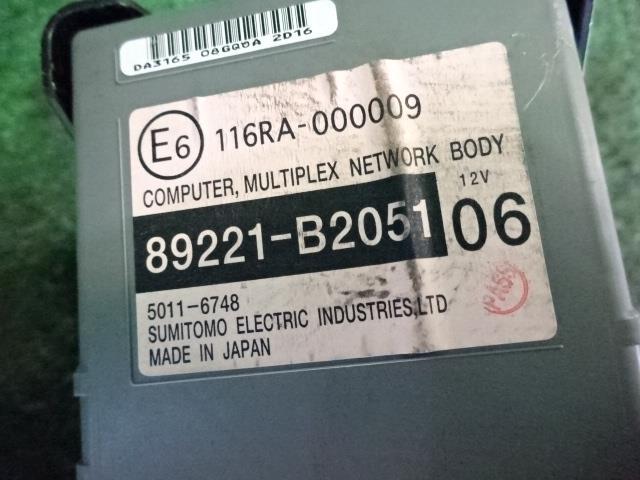 DA3165 08GQ0A 2D16
E6 116RA-000009
COMPUTER, MULTIPLEX NETWORK BODY
89221-B2051 12V 06
5011-6748
SUMITOMO ELECTRIC INDUSTRIES,LTD
MADE IN JAPAN
PASS